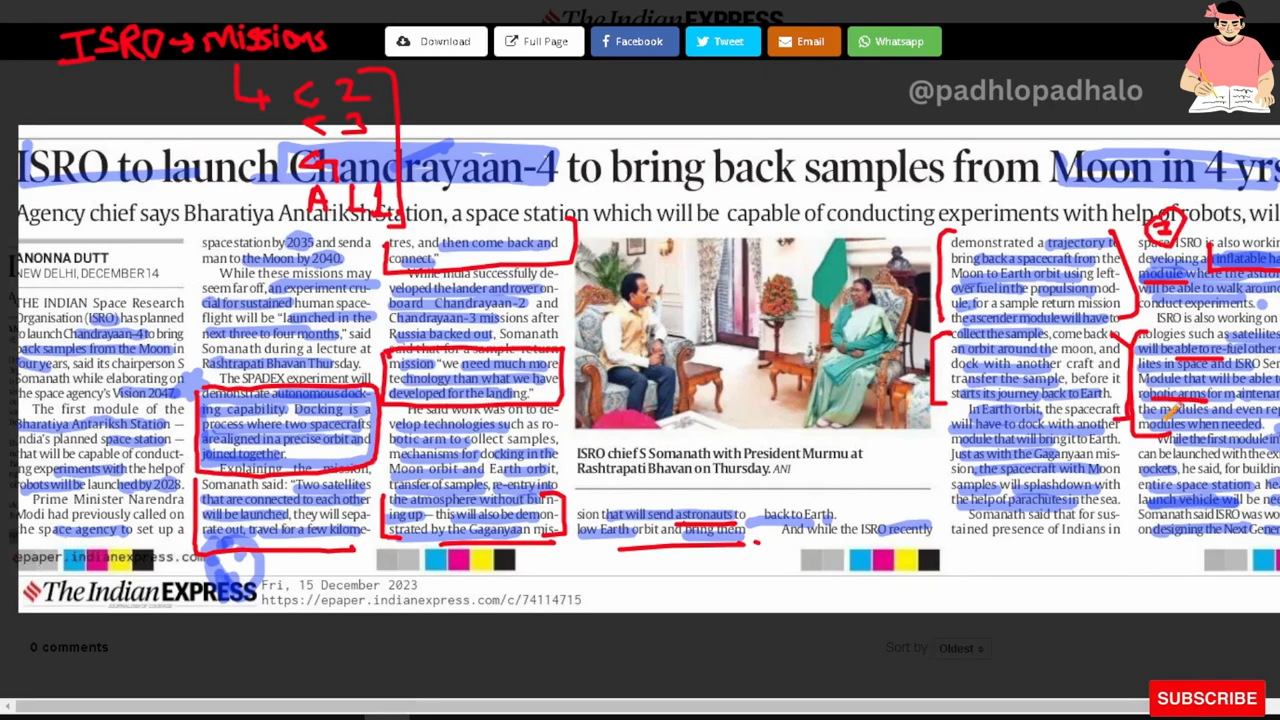 The Indian EXPRESS
ISRO → missions
Download
Full Page
Facebook
Tweet
Email
Whatsapp
4 < 2
< 3
A L1
@padhlopadhalo
ISRO to launch Chandrayaan-4 to bring back samples from Moon in 4 yrs
Agency chief says Bharatiya Antariksh Station, a space station which will be capable of conducting experiments with help of robots, wil
ANONNA DUTT
NEW DELHI, DECEMBER 14
THE INDIAN Space Research
Organisation (ISRO) has planned
to launch Chandrayaan-4 to bring
back samples from the Moon in
four years, said its chairperson S
Somanath while elaborating on
the space agency's Vision 2047.
The first module of the
Bharatiya Antariksh Station —
India's planned space station —
that will be capable of conduct-
ing experiments with the help of
robots will be launched by 2028.
Prime Minister Narendra
Modi had previously called on
the space agency to set up a
space station by 2035 and send a
man to the Moon by 2040.
While these missions may
seem far off, an experiment cru-
cial for sustained human space-
flight will be "launched in the
next three to four months," said
Somanath during a lecture at
Rashtrapati Bhavan Thursday.
The SPADEX experiment will
demonstrate autonomous dock-
ing capability. Docking is a
process where two spacecrafts
are aligned in a precise orbit and
joined together.
Explaining the mission,
Somanath said: "Two satellites
that are connected to each other
will be launched, they will sepa-
rate out, travel for a few kilome-
tres, and then come back and
connect."
While India successfully de-
veloped the lander and rover on-
board Chandrayaan-2 and
Chandrayaan-3 missions after
Russia backed out, Somanath
said that for a sample return
mission "we need much more
technology than what we have
developed for the landing."
He said work was on to de-
velop technologies such as ro-
botic arm to collect samples,
mechanisms for docking in the
Moon orbit and Earth orbit,
transfer of samples, re-entry into
the atmosphere without burn-
ing up — this will also be demon-
strated by the Gaganyaan mis-
ISRO chief S Somanath with President Murmu at
Rashtrapati Bhavan on Thursday. ANI
sion that will send astronauts to
low Earth orbit and bring them
back to Earth.
And while the ISRO recently
demonstrated a trajectory to
bring back a spacecraft from the
Moon to Earth orbit using left-
over fuel in the propulsion mod-
ule, for a sample return mission
the ascender module will have to
collect the samples, come back to
an orbit around the moon, and
dock with another craft and
transfer the sample, before it
starts its journey back to Earth.
In Earth orbit, the spacecraft
will have to dock with another
module that will bring it to Earth.
Just as with the Gaganyaan mis-
sion, the spacecraft with Moon
samples will splashdown with
the help of parachutes in the sea.
Somanath said that for sus-
tained presence of Indians in
1
space, ISRO is also workin
developing an inflatable ha
module where the astro
will be able to walk around
conduct experiments.
ISRO is also working on
nologies such as satellites
will be able to re-fuel other s
lites in space and ISRO Ser
Module that will be able to
robotic arms for maintenan
the modules and even rep
modules when needed.
While the first module in
can be launched with the ex
rockets, he said, for building
entire space station a he
launch vehicle will be nee
Somanath said ISRO was wo
on designing the Next Gene
epaper.indianexpress.com
The Indian EXPRESS
JOURNALISM OF COURAGE
Fri, 15 December 2023
https://epaper.indianexpress.com/c/74114715
0 comments
Sort by Oldest
SUBSCRIBE